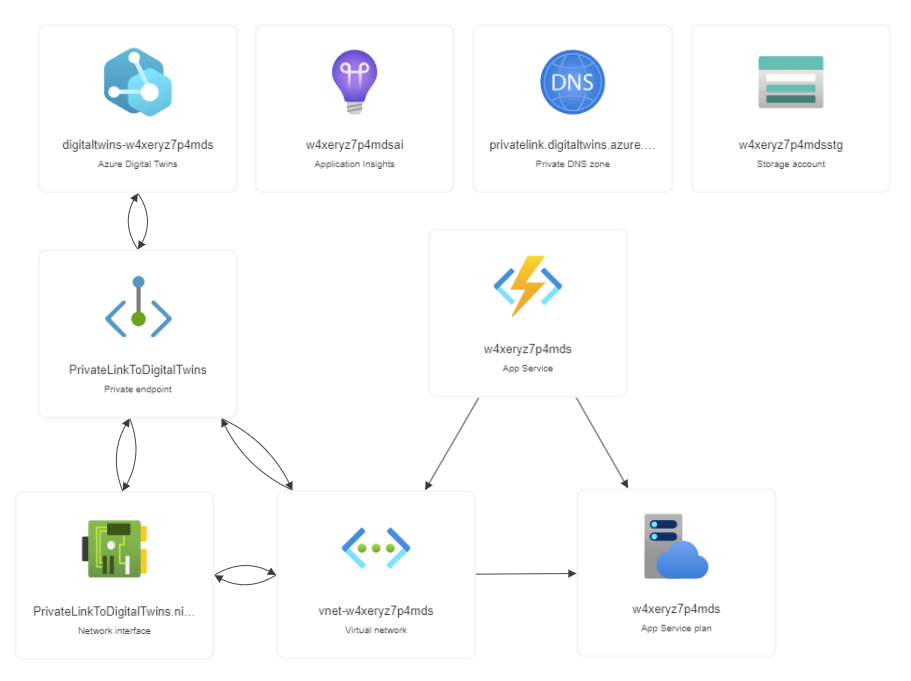 digitaltwins-w4xeryz7p4mds
Azure Digital Twins
w4xeryz7p4mdsai
Application Insights
DNS
privatelink.digitaltwins.azure....
Private DNS zone
w4xeryz7p4mdsstg
Storage account
PrivateLinkToDigitalTwins
Private endpoint
w4xeryz7p4mds
App Service
PrivateLinkToDigitalTwins.ni...
Network interface
vnet-w4xeryz7p4mds
Virtual network
w4xeryz7p4mds
App Service plan